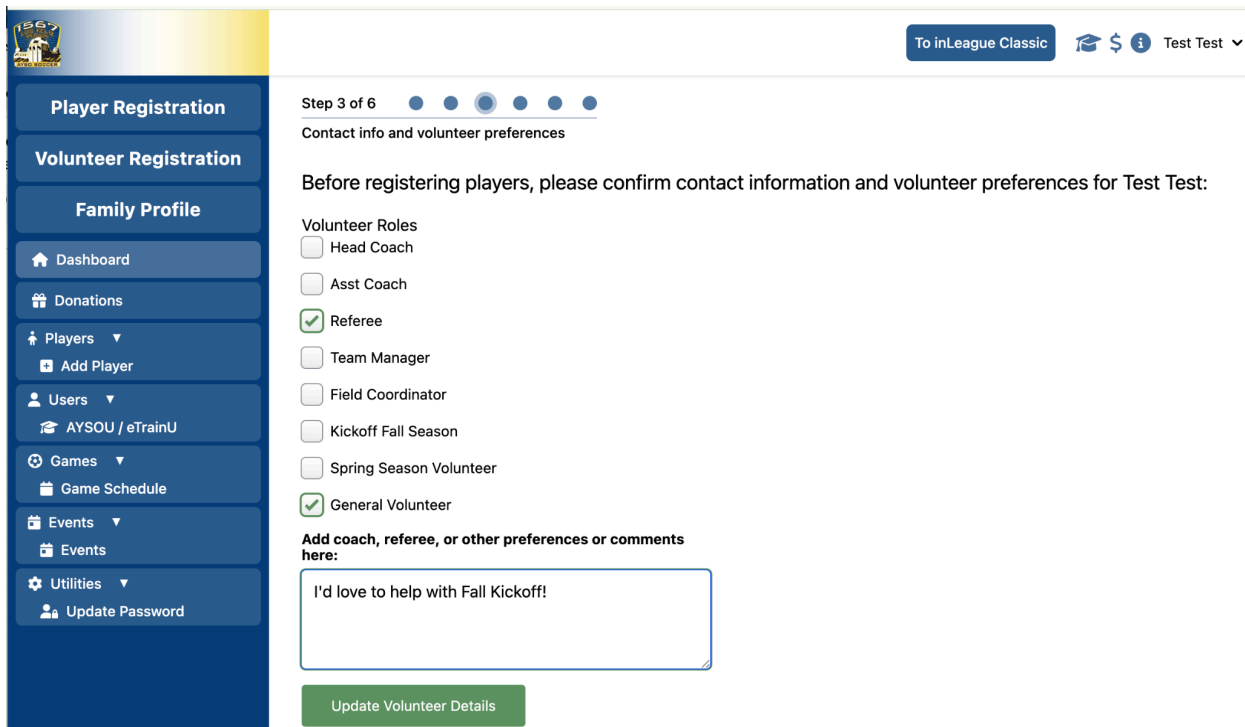 1567
AYSO SOCCER
To inLeague Classic
Test Test
Player Registration
Volunteer Registration
Family Profile
Dashboard
Donations
Players
Add Player
Users
AYSOU / eTrainU
Games
Game Schedule
Events
Events
Utilities
Update Password
Step 3 of 6
Contact info and volunteer preferences
Before registering players, please confirm contact information and volunteer preferences for Test Test:
Volunteer Roles
Head Coach
Asst Coach
Referee
Team Manager
Field Coordinator
Kickoff Fall Season
Spring Season Volunteer
General Volunteer
Add coach, referee, or other preferences or comments
here:
I'd love to help with Fall Kickoff!
Update Volunteer Details